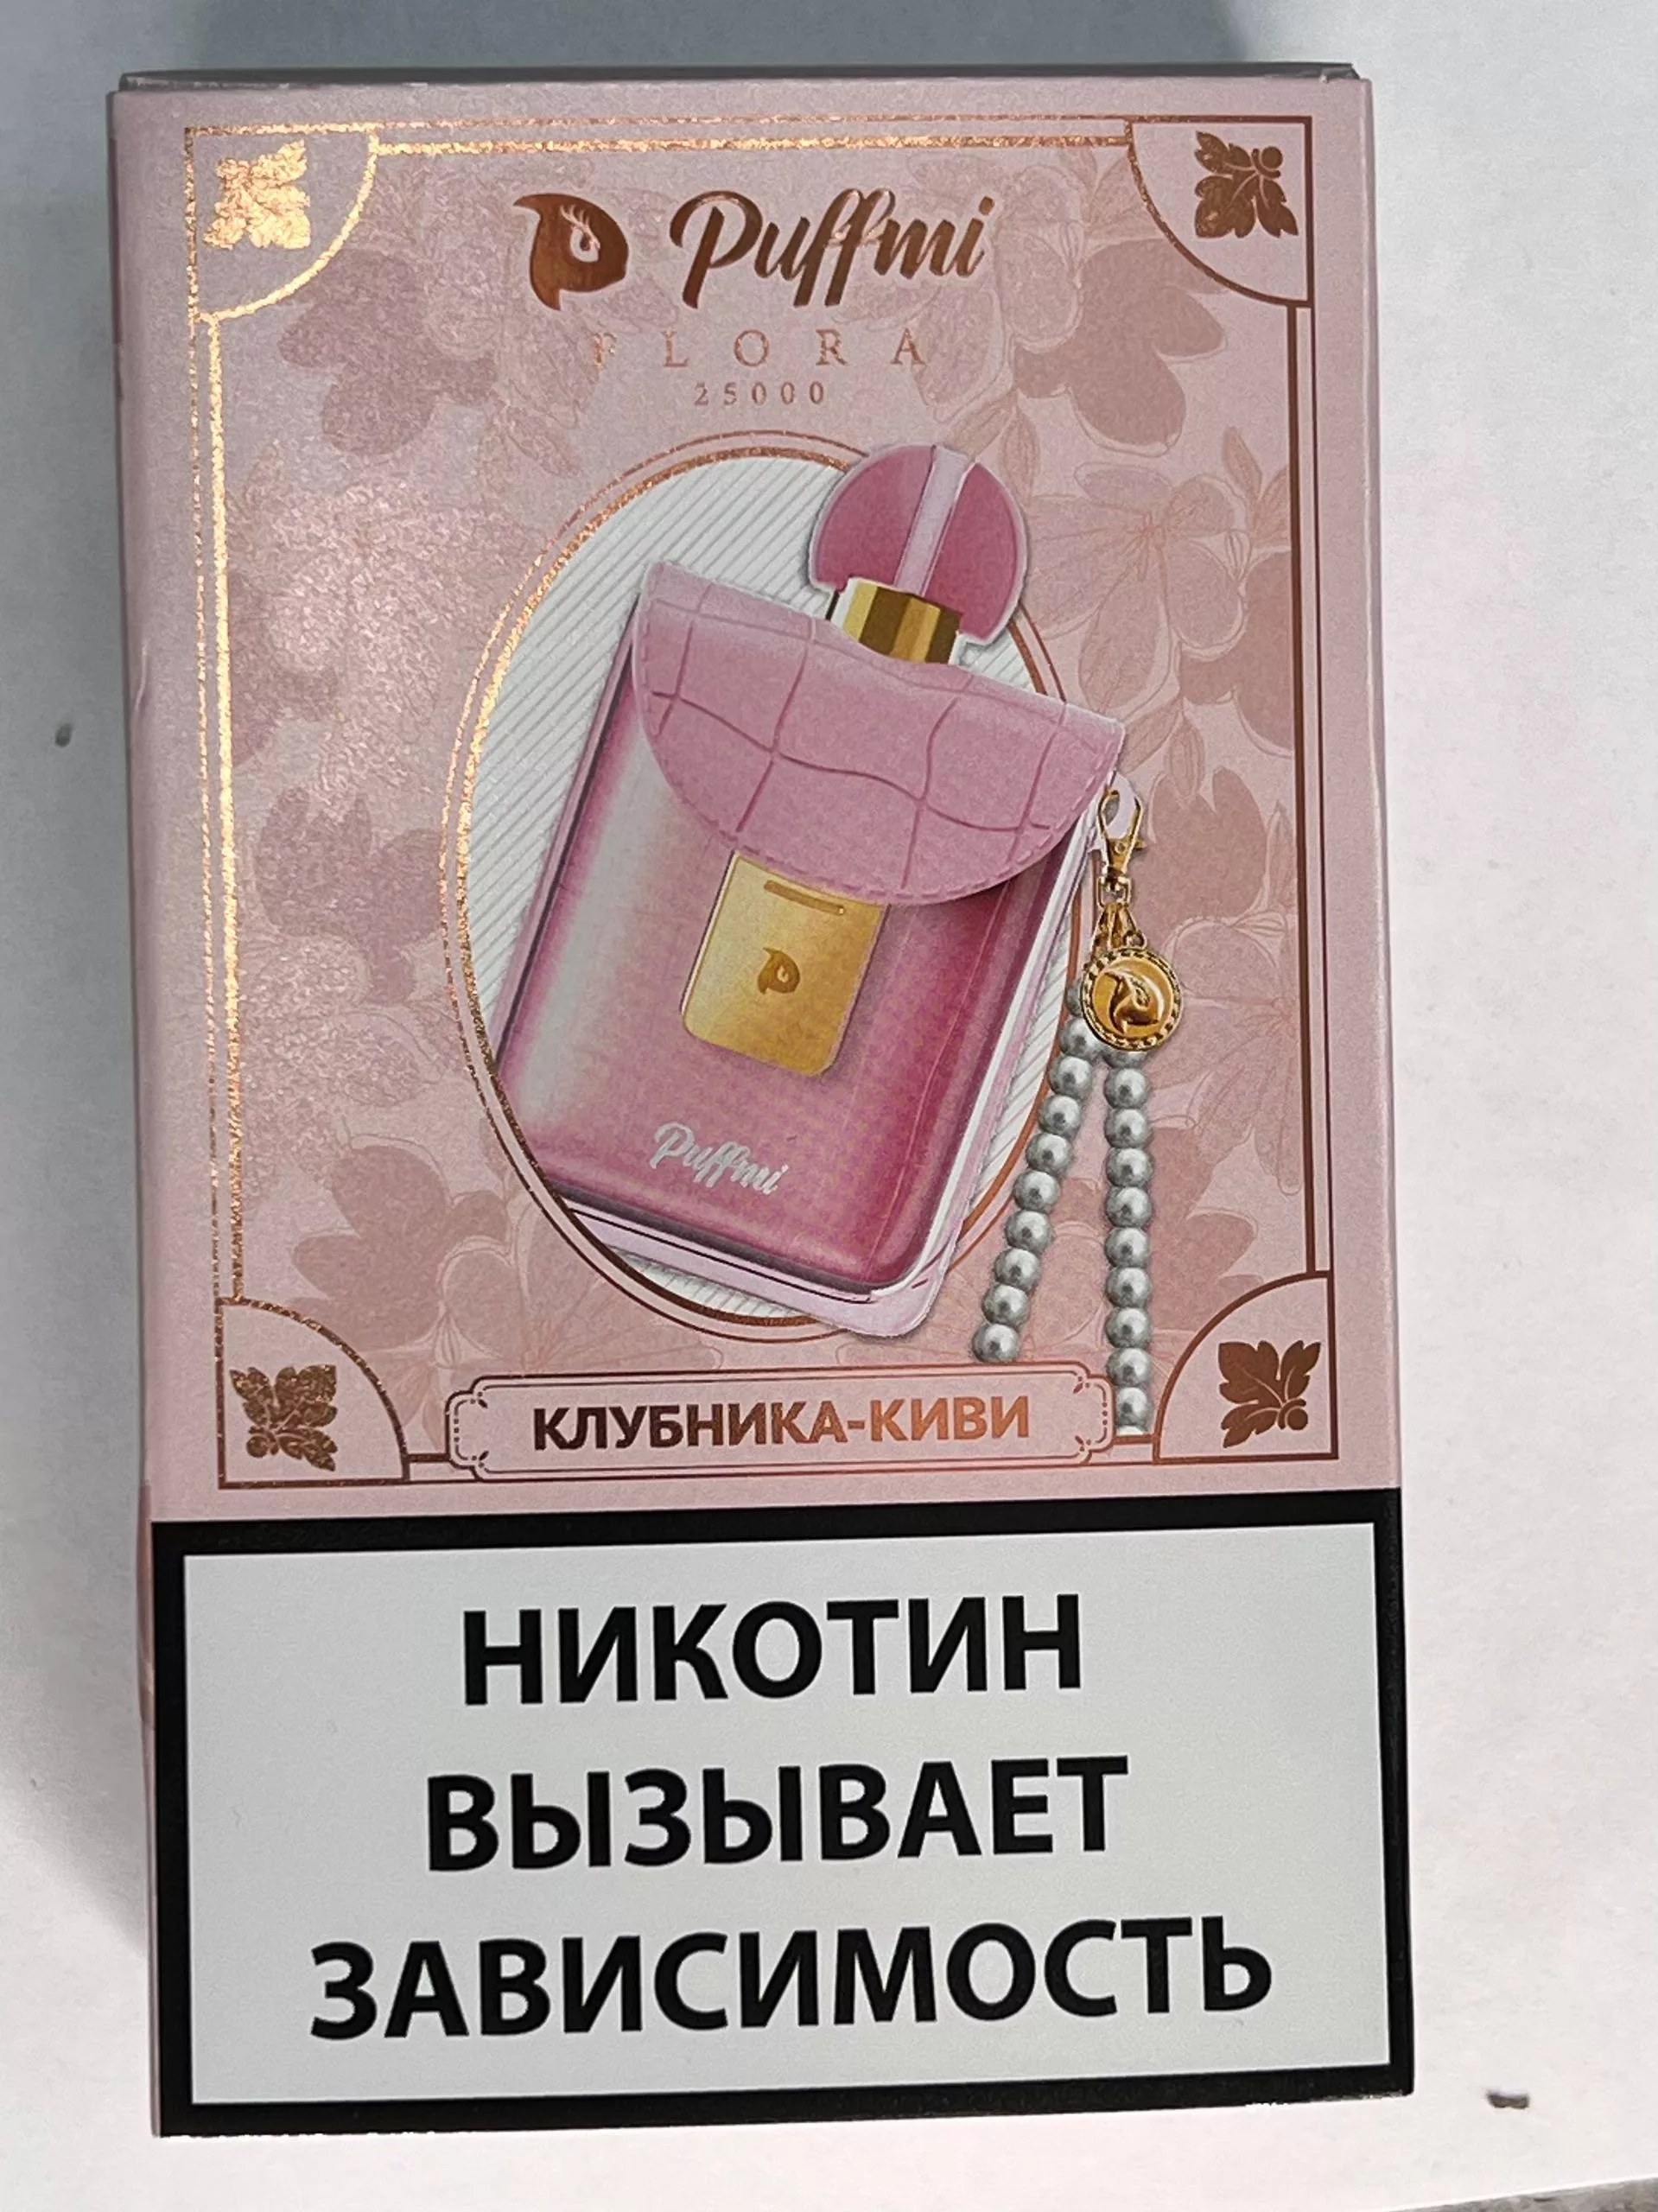 Puffmi
FLORA
25000
Puffmi
КЛУБНИКА-КИВИ
НИКОТИН
ВЫЗЫВАЕТ
ЗАВИСИМОСТЬ